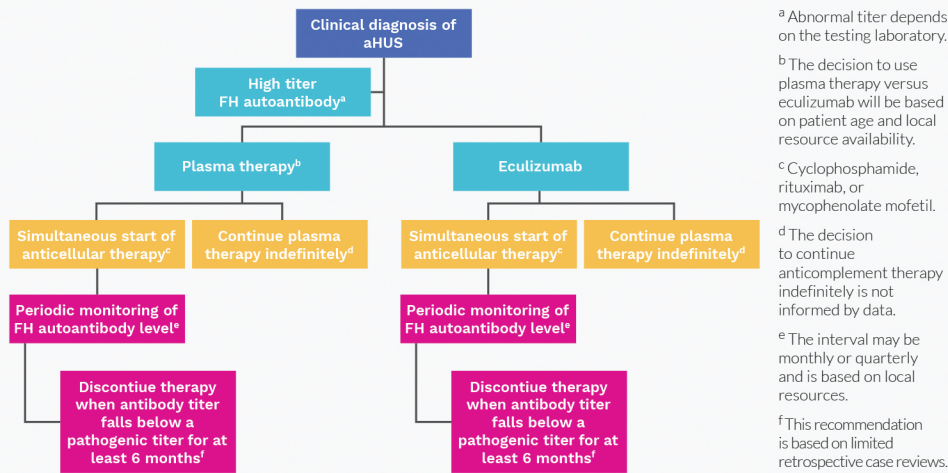 Clinical diagnosis of
aHUS
High titer
FH autoantibodyᵃ
Plasma therapyᵇ
Eculizumab
Simultaneous start of
anticellular therapyᶜ
Continue plasma
therapy indefinitelyᵈ
Simultaneous start of
anticellular therapyᶜ
Continue plasma
therapy indefinitelyᵈ
Periodic monitoring of
FH autoantibody levelᵉ
Periodic monitoring of
FH autoantibody levelᵉ
Discontiue therapy
when antibody titer
falls below a
pathogenic titer for at
least 6 monthsᶠ
Discontiue therapy
when antibody titer
falls below a
pathogenic titer for at
least 6 monthsᶠ
ᵃ Abnormal titer depends
on the testing laboratory.
ᵇ The decision to use
plasma therapy versus
eculizumab will be based
on patient age and local
resource availability.
ᶜ Cyclophosphamide,
rituximab, or
mycophenolate mofetil.
ᵈ The decision
to continue
anticomplement therapy
indefinitely is not
informed by data.
ᵉ The interval may be
monthly or quarterly
and is based on local
resources.
ᶠ This recommendation
is based on limited
retrospective case reviews.